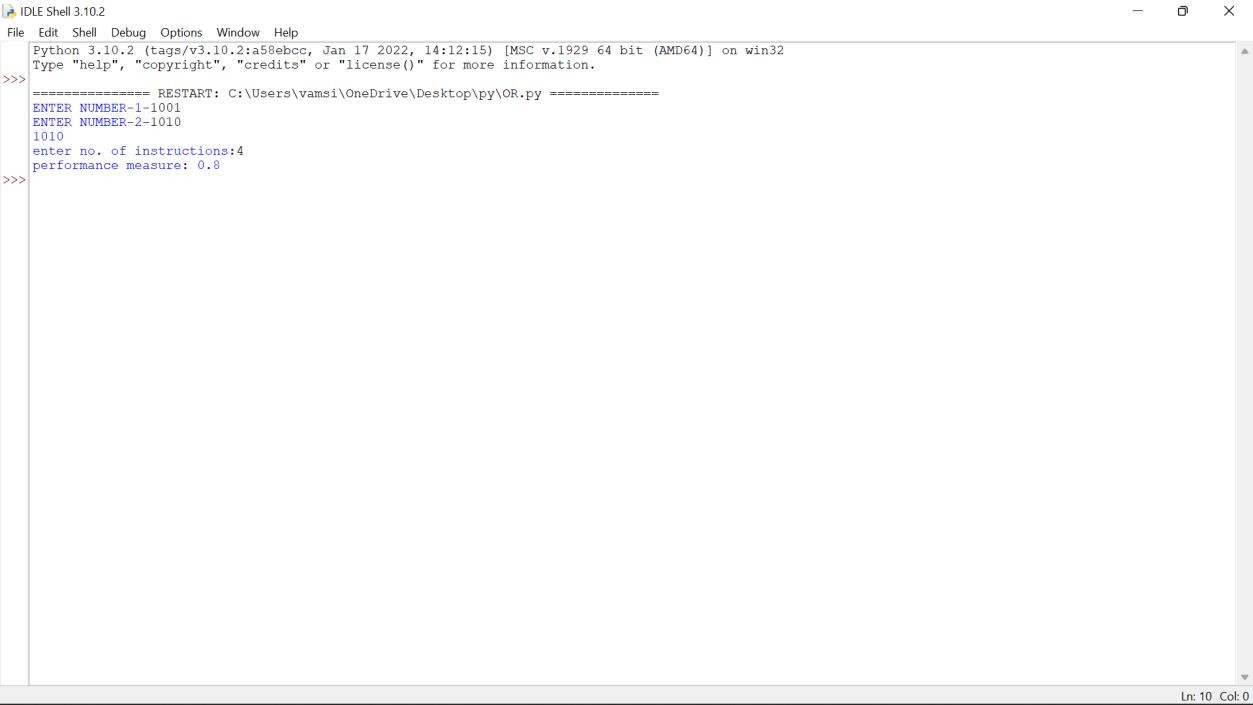 IDLE Shell 3.10.2
File Edit Shell Debug Options Window Help
Python 3.10.2 (tags/v3.10.2:a58ebcc, Jan 17 2022, 14:12:15) [MSC v.1929 64 bit (AMD64)] on win32
Type "help", "copyright", "credits" or "license()" for more information.
>>>
=============== RESTART: C:\Users\vamsi\OneDrive\Desktop\py\OR.py ==============
ENTER NUMBER-1-1001
ENTER NUMBER-2-1010
1010
enter no. of instructions:4
performance measure: 0.8
>>>
Ln: 10 Col: 0